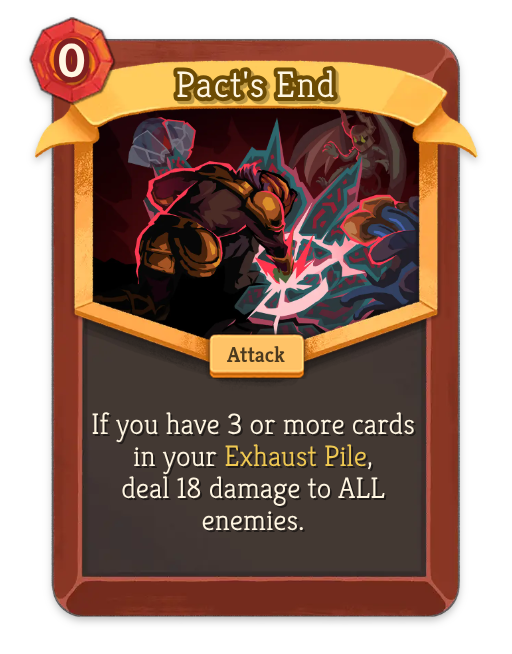 0
Pact's End
Attack
If you have 3 or more cards
in your Exhaust Pile,
deal 18 damage to ALL
enemies.